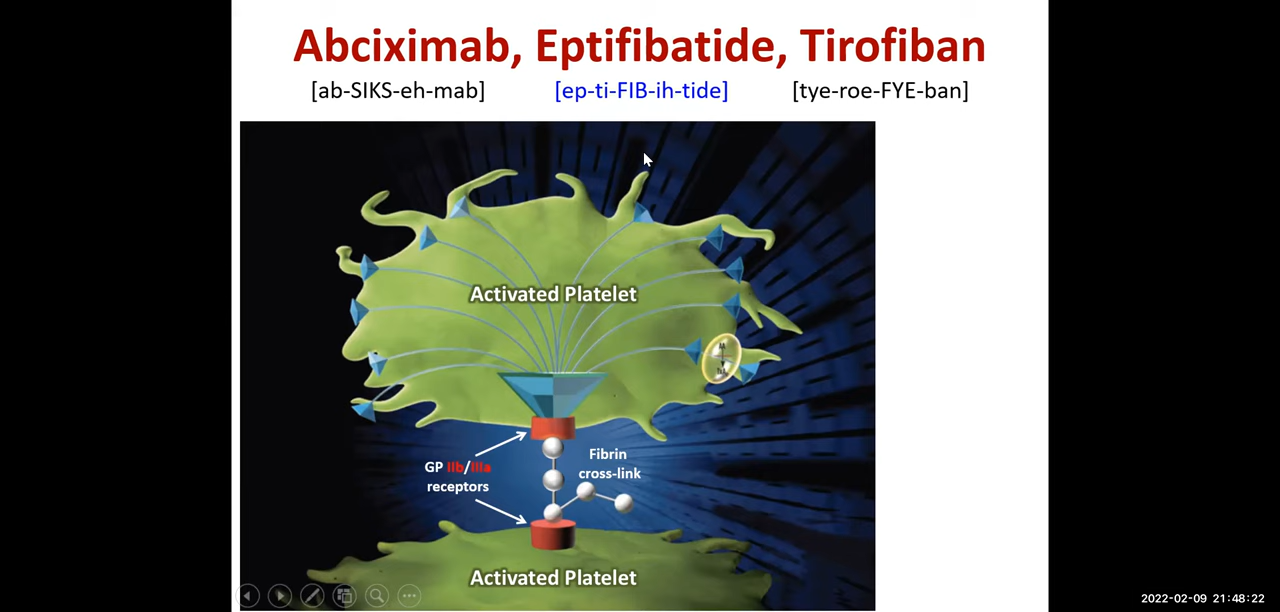 Abciximab, Eptifibatide, Tirofiban
[ab-SIKS-eh-mab] [ep-ti-FIB-ih-tide] [tye-roe-FYE-ban]
Activated Platelet
GP IIb/IIIa
receptors
Fibrin
cross-link
Activated Platelet
2022-02-09 21:48:22